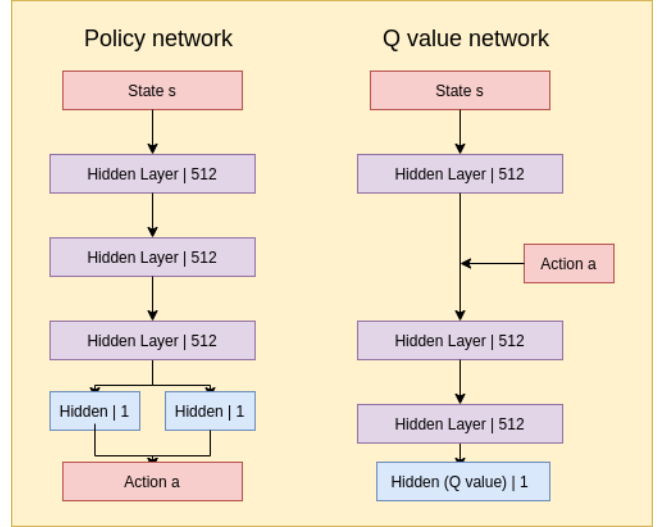 Policy network
State s
Hidden Layer | 512
Hidden Layer | 512
Hidden Layer | 512
Hidden | 1
Hidden | 1
Action a
Q value network
State s
Hidden Layer | 512
Action a
Hidden Layer | 512
Hidden Layer | 512
Hidden (Q value) | 1